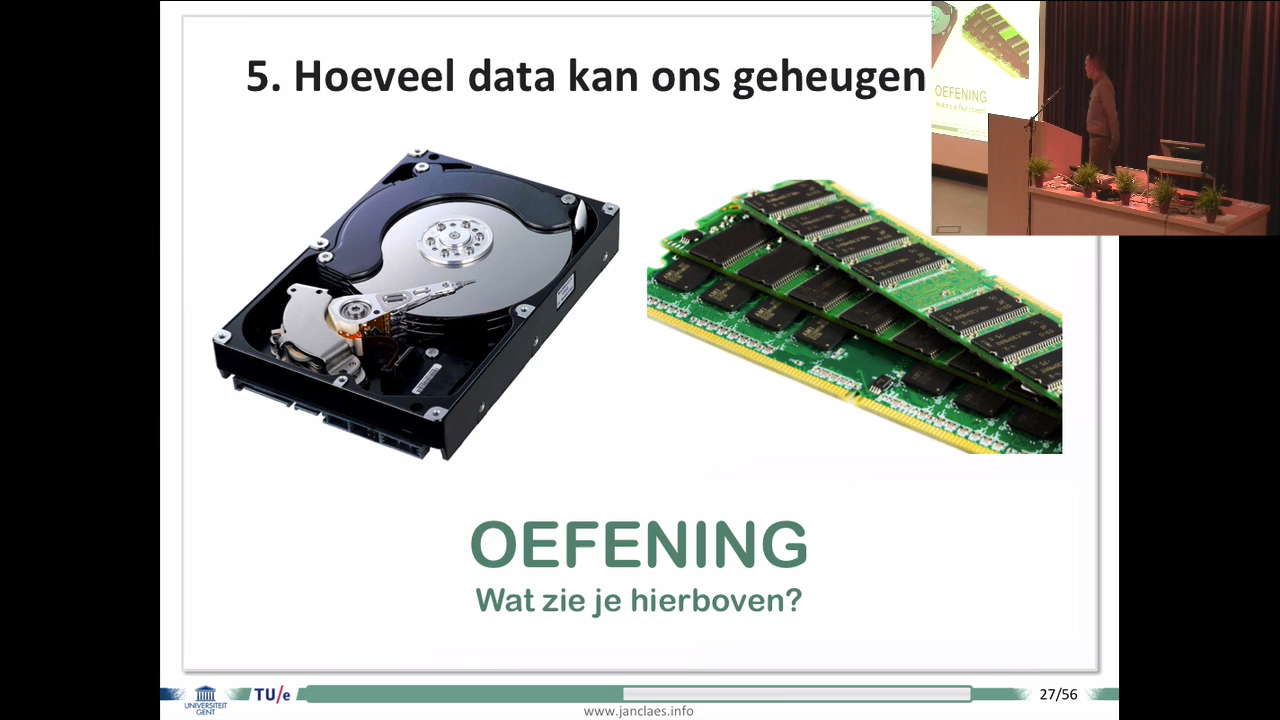 5. Hoeveel data kan ons geheugen
OEFENING
Wat zie je hierboven?
OEFENING
UNIVERSITEIT
GENT
TU/e
27/56
www.janclaes.info